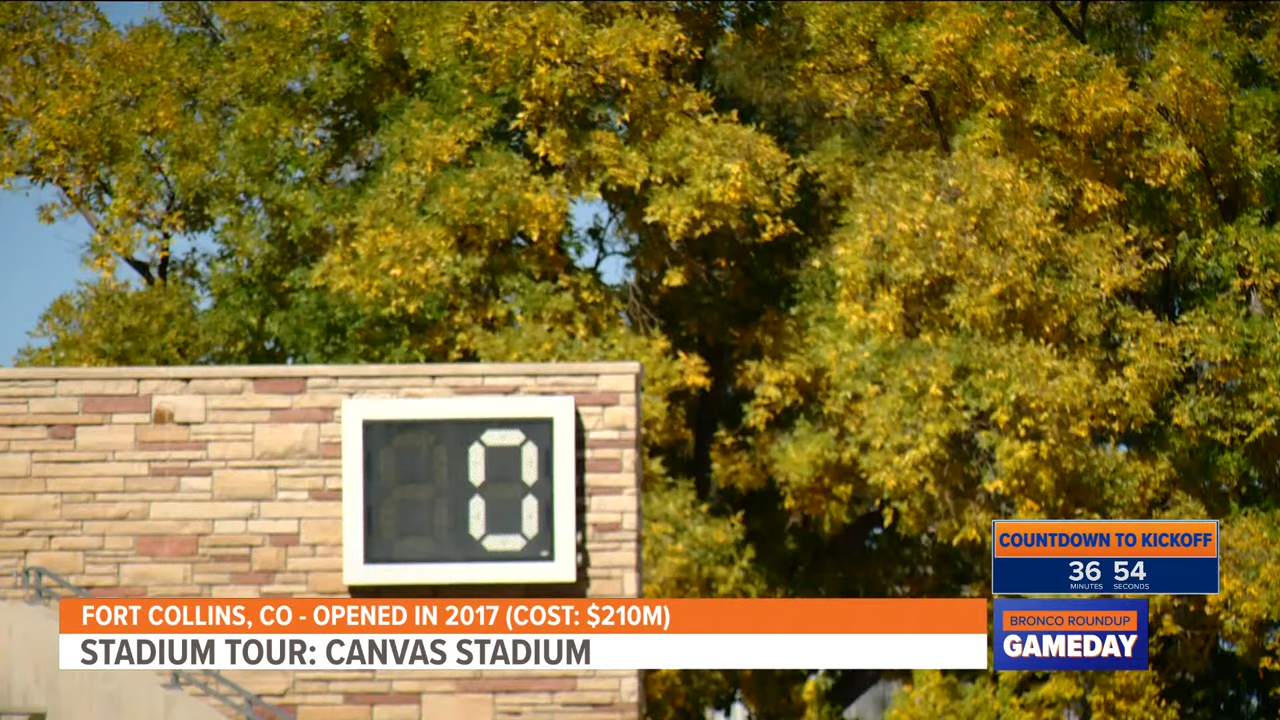 0
COUNTDOWN TO KICKOFF
36 54
MINUTES SECONDS
FORT COLLINS, CO - OPENED IN 2017 (COST: $210M)
STADIUM TOUR: CANVAS STADIUM
BRONCO ROUNDUP
GAMEDAY